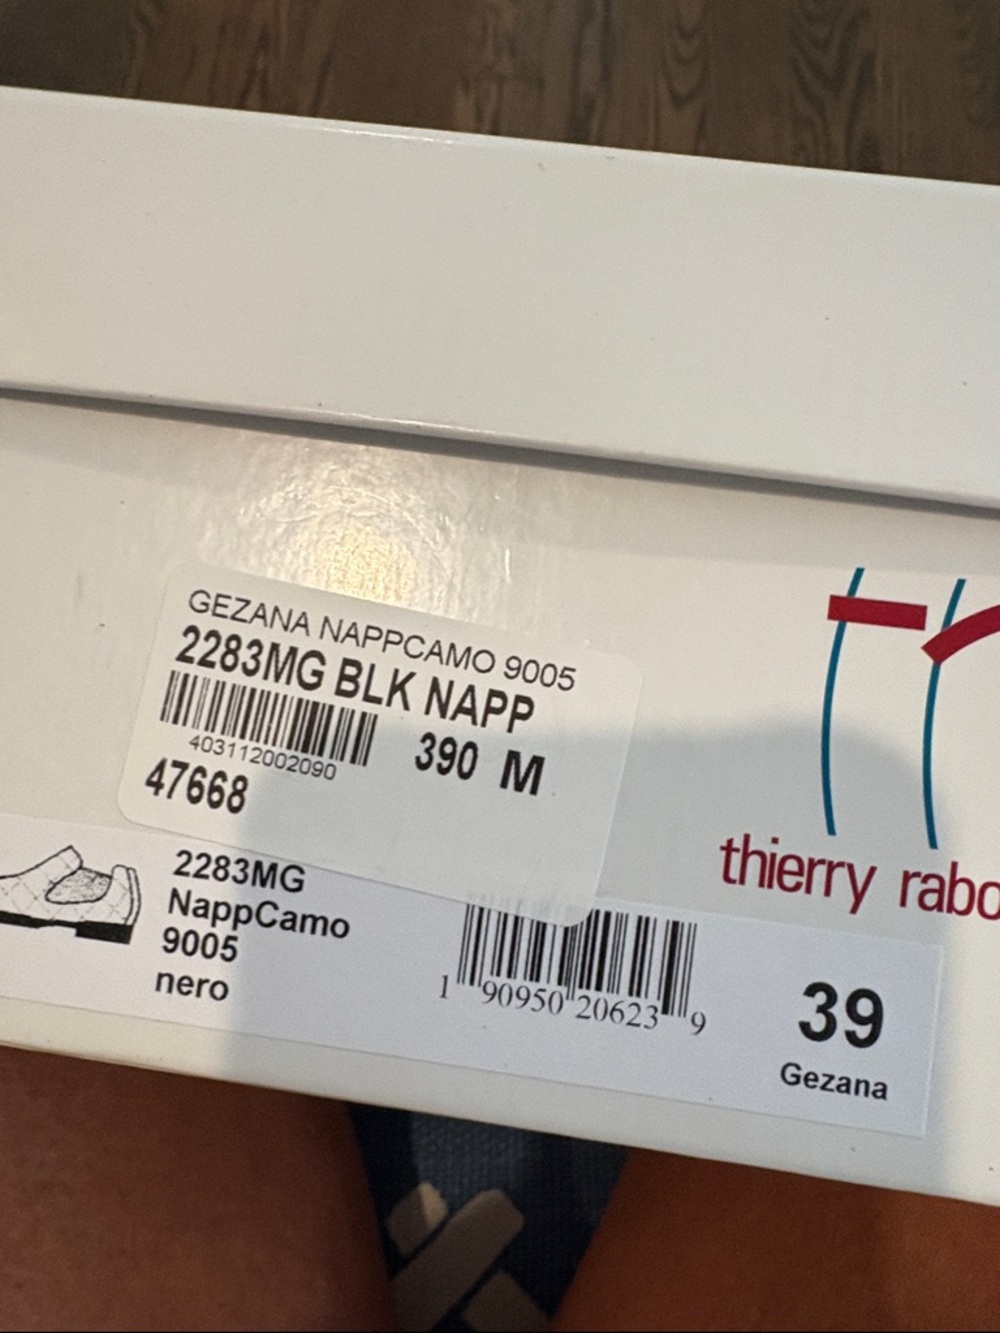 GEZANA NAPPCAMO 9005
2283MG BLK NAPP
403112002090
390 M
47668
thierry rabo
2283MG
NappCamo
9005
nero
1 90950 20623 9
39
Gezana